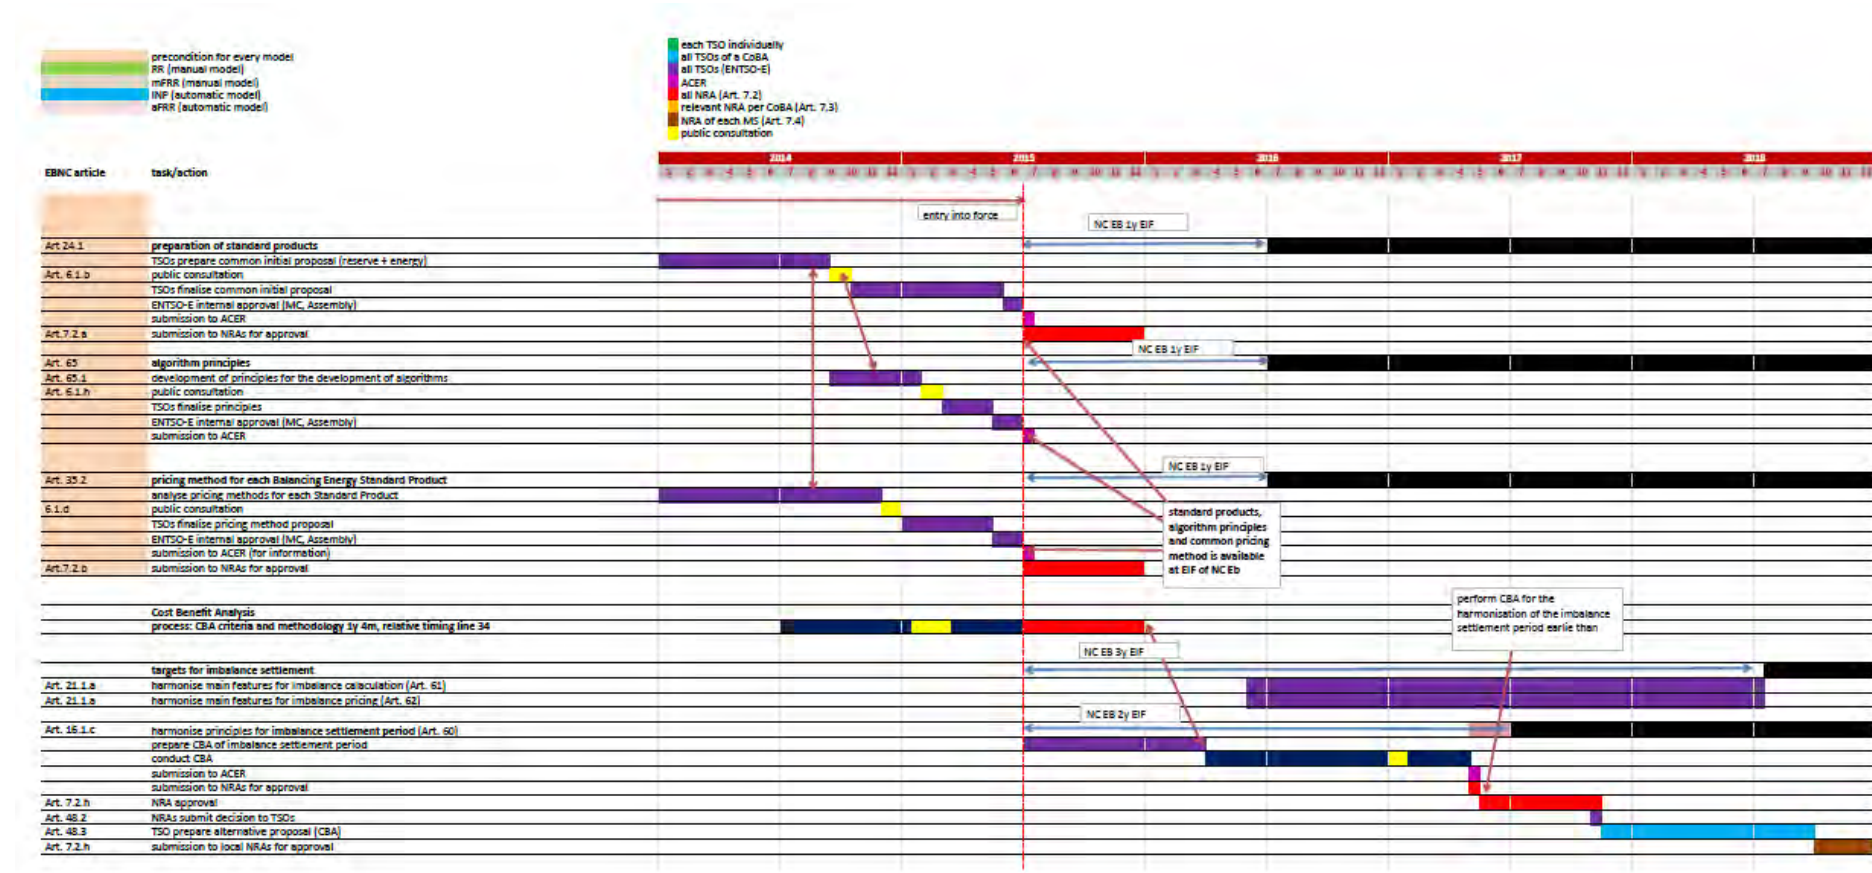 precondition for every model
RR (manual model)
mFRR (manual model)
INP (automatic model)
aFRR (automatic model)
each TSO individually
all TSOs of a CoBA
all TSOs (ENTSO-E)
ACER
all NRA (Art. 7.2)
relevant NRA per CoBA (Art. 7.3)
NRA of each MS (Art. 7.4)
public consultation
2014 2015 2016 2017 2018
EBNC article task/action
entry into force
NC EB 1y EIF
Art 24.1 preparation of standard products
TSOs prepare common initial proposal (reserve + energy)
Art. 6.1.b public consultation
TSOs finalise common initial proposal
ENTSO-E internal approval (MC, Assembly)
submission to ACER
Art.7.2.a submission to NRAs for approval
NC EB 1y EIF
Art. 65 algorithm principles
Art. 65.1 development of principles for the development of algorithms
Art. 6.1.h public consultation
TSOs finalise principles
ENTSO-E internal approval (MC, Assembly)
submission to ACER
NC EB 1y EIF
Art. 35.2 pricing method for each Balancing Energy Standard Product
analyse pricing methods for each Standard Product
6.1.d public consultation
TSOs finalise pricing method proposal
ENTSO-E internal approval (MC, Assembly)
submission to ACER (for information)
Art.7.2.b submission to NRAs for approval
standard products,
algorithm principles
and common pricing
method is available
at EIF of NC Eb
perform CBA for the
harmonisation of the imbalance
settlement period earlie than
Cost Benefit Analysis
process: CBA criteria and methodology 1y 4m, relative timing line 34
NC EB 3y EIF
targets for imbalance settlement
Art. 21.1.a harmonise main features for imbalance calaculation (Art. 61)
Art. 21.1.a harmonise main features for imbalance pricing (Art. 62)
NC EB 2y EIF
Art. 16.1.c harmonise principles for imbalance settlement period (Art. 60)
prepare CBA of imbalance settlement period
conduct CBA
submission to ACER
submission to NRAs for approval
Art. 7.2.h NRA approval
Art. 48.2 NRAs submit decision to TSOs
Art. 48.3 TSO prepare alternative proposal (CBA)
Art. 7.2.h submission to local NRAs for approval